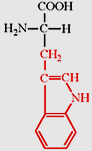 COOH
H₂N-C-H
CH₂
C=CH
NH